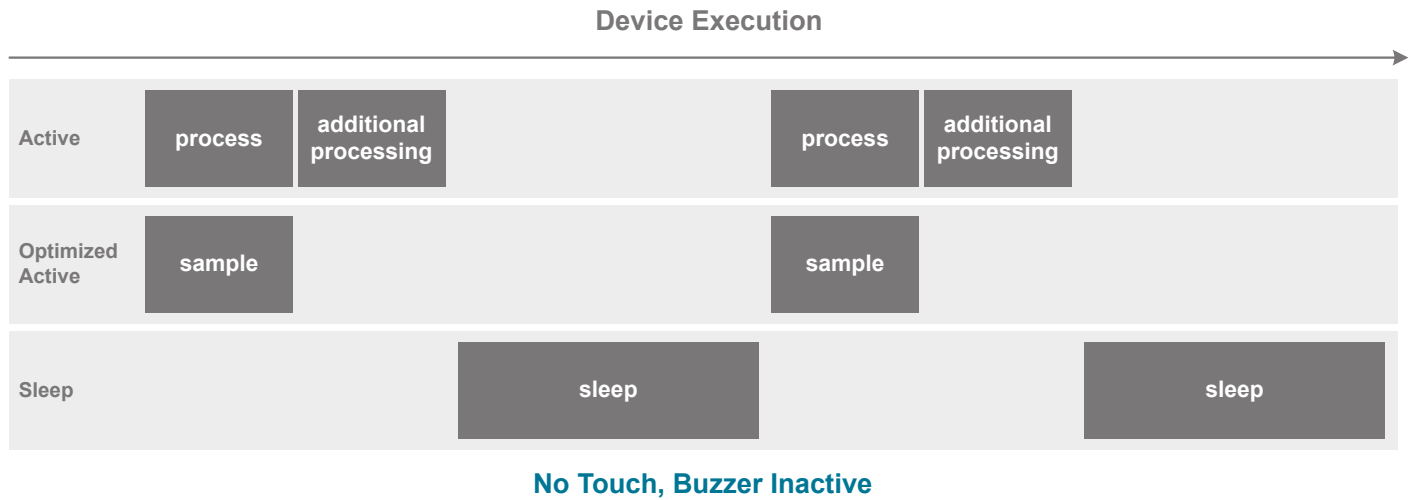 Device Execution
Active
process
additional
processing
process
additional
processing
Optimized
Active
sample
sample
Sleep
sleep
sleep
No Touch, Buzzer Inactive